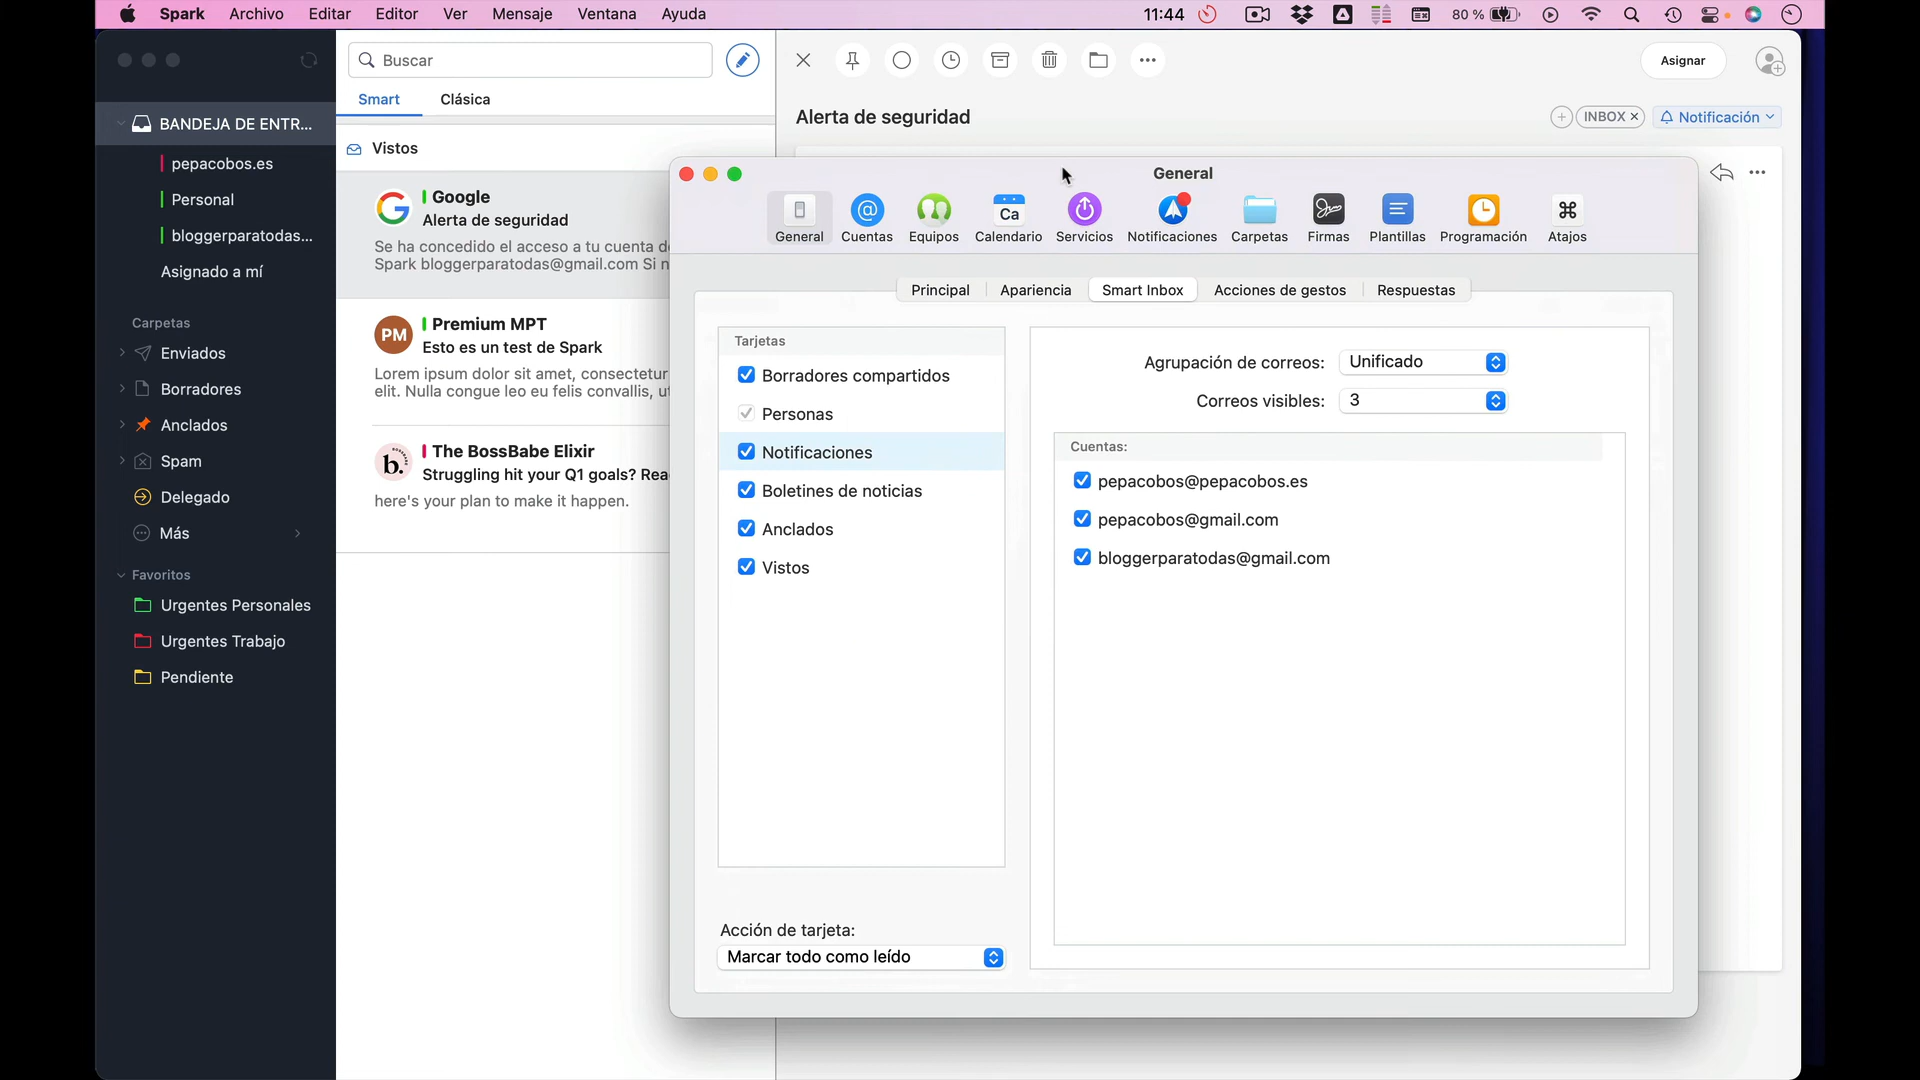 Spark Archivo Editar Editor Ver Mensaje Ventana Ayuda 11:44 80 %
Buscar
Smart Clásica
Vistos
Google
Alerta de seguridad
Se ha concedido el acceso a tu cuenta de
Spark bloggerparatodas@gmail.com Si n
PM
Premium MPT
Esto es un test de Spark
Lorem ipsum dolor sit amet, consectetur
elit. Nulla congue leo eu felis convallis, ut
b.
The BossBabe Elixir
Struggling hit your Q1 goals? Rea
here's your plan to make it happen.
BANDEJA DE ENTR...
pepacobos.es
Personal
bloggerparatodas...
Asignado a mí
Carpetas
Enviados
Borradores
Anclados
Spam
Delegado
Más
Favoritos
Urgentes Personales
Urgentes Trabajo
Pendiente
Asignar
Alerta de seguridad
INBOX
Notificación
General
Ca
General Cuentas Equipos Calendario Servicios Notificaciones Carpetas Firmas Plantillas Programación Atajos
Principal Apariencia Smart Inbox Acciones de gestos Respuestas
Tarjetas
Borradores compartidos
Personas
Notificaciones
Boletines de noticias
Anclados
Vistos
Acción de tarjeta:
Marcar todo como leído
Agrupación de correos: Unificado
Correos visibles: 3
Cuentas:
pepacobos@pepacobos.es
pepacobos@gmail.com
bloggerparatodas@gmail.com